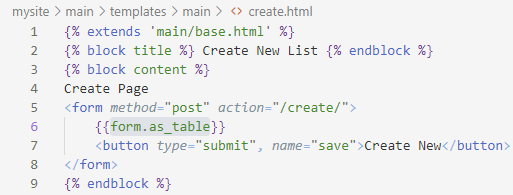 mysite > main > templates > main > <> create.html
1 {% extends 'main/base.html' %}
2 {% block title %} Create New List {% endblock %}
3 {% block content %}
4 Create Page
5 <form method="post" action="/create/">
6     {{form.as_table}}
7     <button type="submit", name="save">Create New</button>
8 </form>
9 {% endblock %}